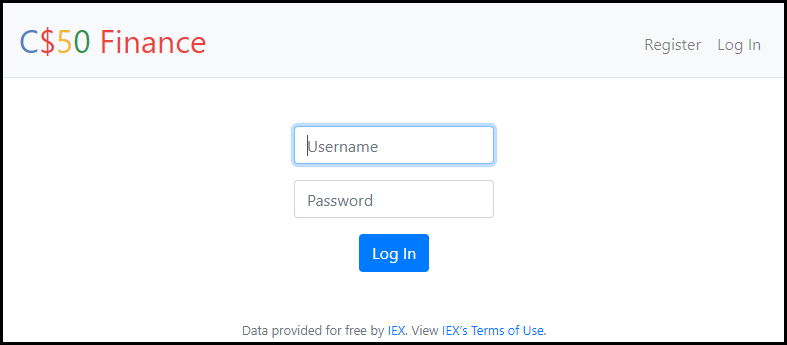 C$50 Finance
Register
Log In
Username
Password
Log In
Data provided for free by IEX. View IEX's Terms of Use.